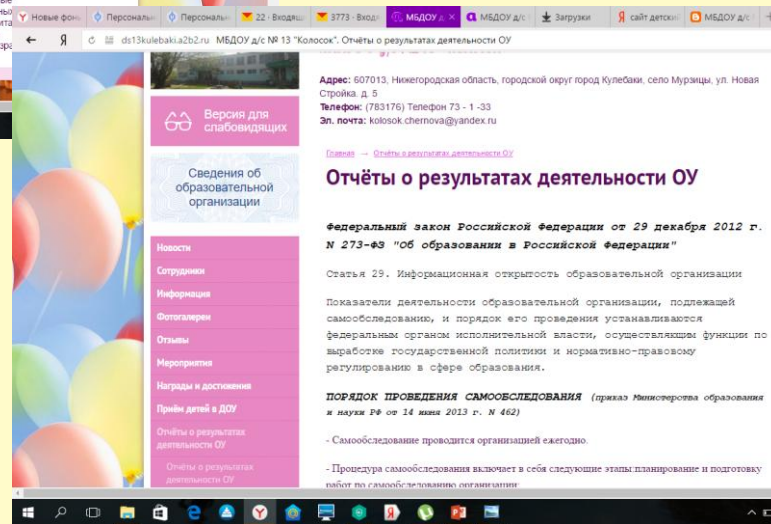 Новые фоны
Персональн
Персональн
22 · Входящ
3773 · Входя
МБДОУ д
МБДОУ д/с
Загрузки
сайт детский
МБДОУ д/с
Я
ds13kulebaki.a2b2.ru МБДОУ д/с № 13 "Колосок". Отчёты о результатах деятельности ОУ
Адрес: 607013, Нижегородская область, городской округ город Кулебаки, село Мурзицы, ул. Новая
Стройка. д. 5
Телефон: (783176) Телефон 73 - 1 -33
Эл. почта: kolosok.chernova@yandex.ru
Версия для
слабовидящих
Главная → Отчёты о результатах деятельности ОУ
Сведения об
образовательной
организации
Отчёты о результатах деятельности ОУ
Новости
Сотрудники
Информация
Фотогалереи
Отзывы
Мероприятия
Награды и достижения
Приём детей в ДОУ
Отчёты о результатах
деятельности ОУ
Отчёты о результатах
деятельности ОУ
Федеральный закон Российской Федерации от 29 декабря 2012 г.
N 273-ФЗ "Об образовании в Российской Федерации"
Статья 29. Информационная открытость образовательной организации
Показатели деятельности образовательной организации, подлежащей
самообследованию, и порядок его проведения устанавливаются
федеральным органом исполнительной власти, осуществляющим функции по
выработке государственной политики и нормативно-правовому
регулированию в сфере образования.
ПОРЯДОК ПРОВЕДЕНИЯ САМООБСЛЕДОВАНИЯ (приказ Министерства образования
и науки РФ от 14 июня 2013 г. N 462)
- Самообследование проводится организацией ежегодно.
- Процедура самообследования включает в себя следующие этапы:планирование и подготовку
работ по самообследованию организации;